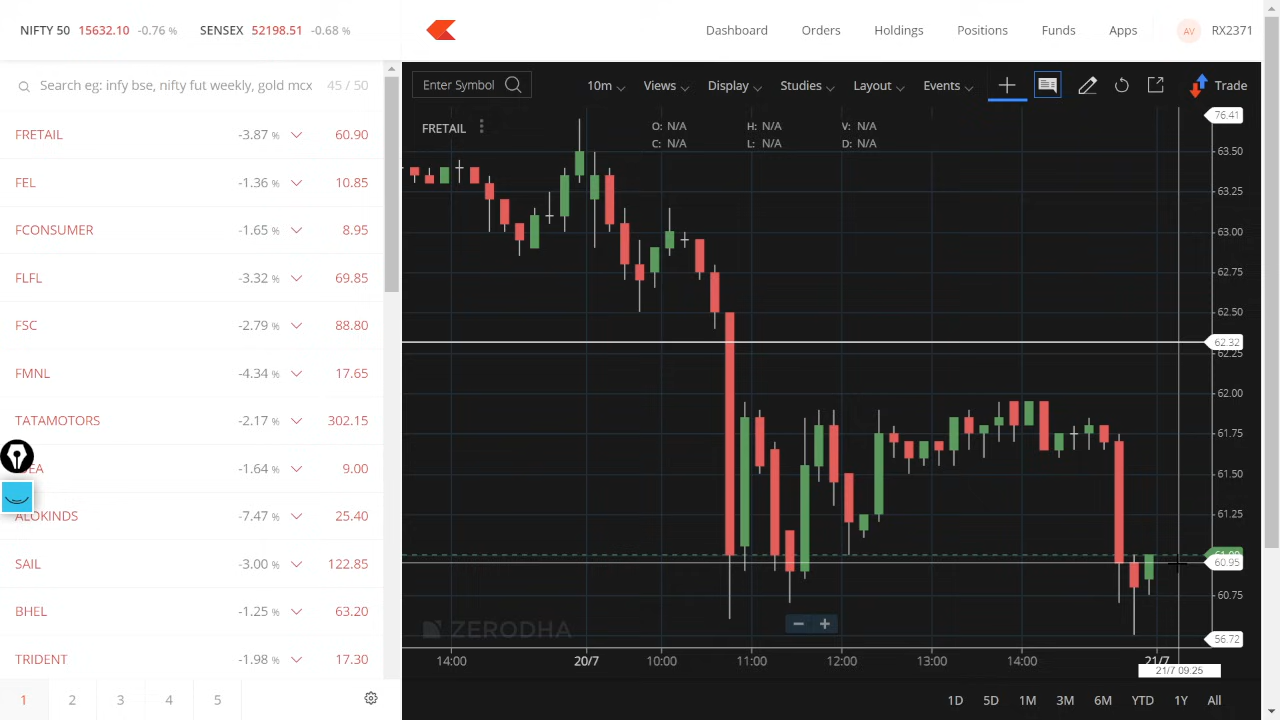 NIFTY 50 15632.10 -0.76 % SENSEX 52198.51 -0.68 %
Dashboard Orders Holdings Positions Funds Apps AV RX2371
Search eg: infy bse, nifty fut weekly, gold mcx 45 / 50
Enter Symbol 10m Views Display Studies Layout Events Trade
FRETAIL -3.87 % 60.90
FEL -1.36 % 10.85
FCONSUMER -1.65 % 8.95
FLFL -3.32 % 69.85
FSC -2.79 % 88.80
FMNL -4.34 % 17.65
TATAMOTORS -2.17 % 302.15
-1.64 % 9.00
ALOKINDS -7.47 % 25.40
SAIL -3.00 % 122.85
BHEL -1.25 % 63.20
TRIDENT -1.98 % 17.30
1 2 3 4 5
FRETAIL
O: N/A H: N/A V: N/A
C: N/A L: N/A D: N/A
76.41
63.50
63.25
63.00
62.75
62.50
62.32
62.25
62.00
61.75
61.50
61.25
60.95
60.75
56.72
ZERODHA
− +
14:00 20/7 10:00 11:00 12:00 13:00 14:00 21/7
21/7 09:25
1D 5D 1M 3M 6M YTD 1Y All